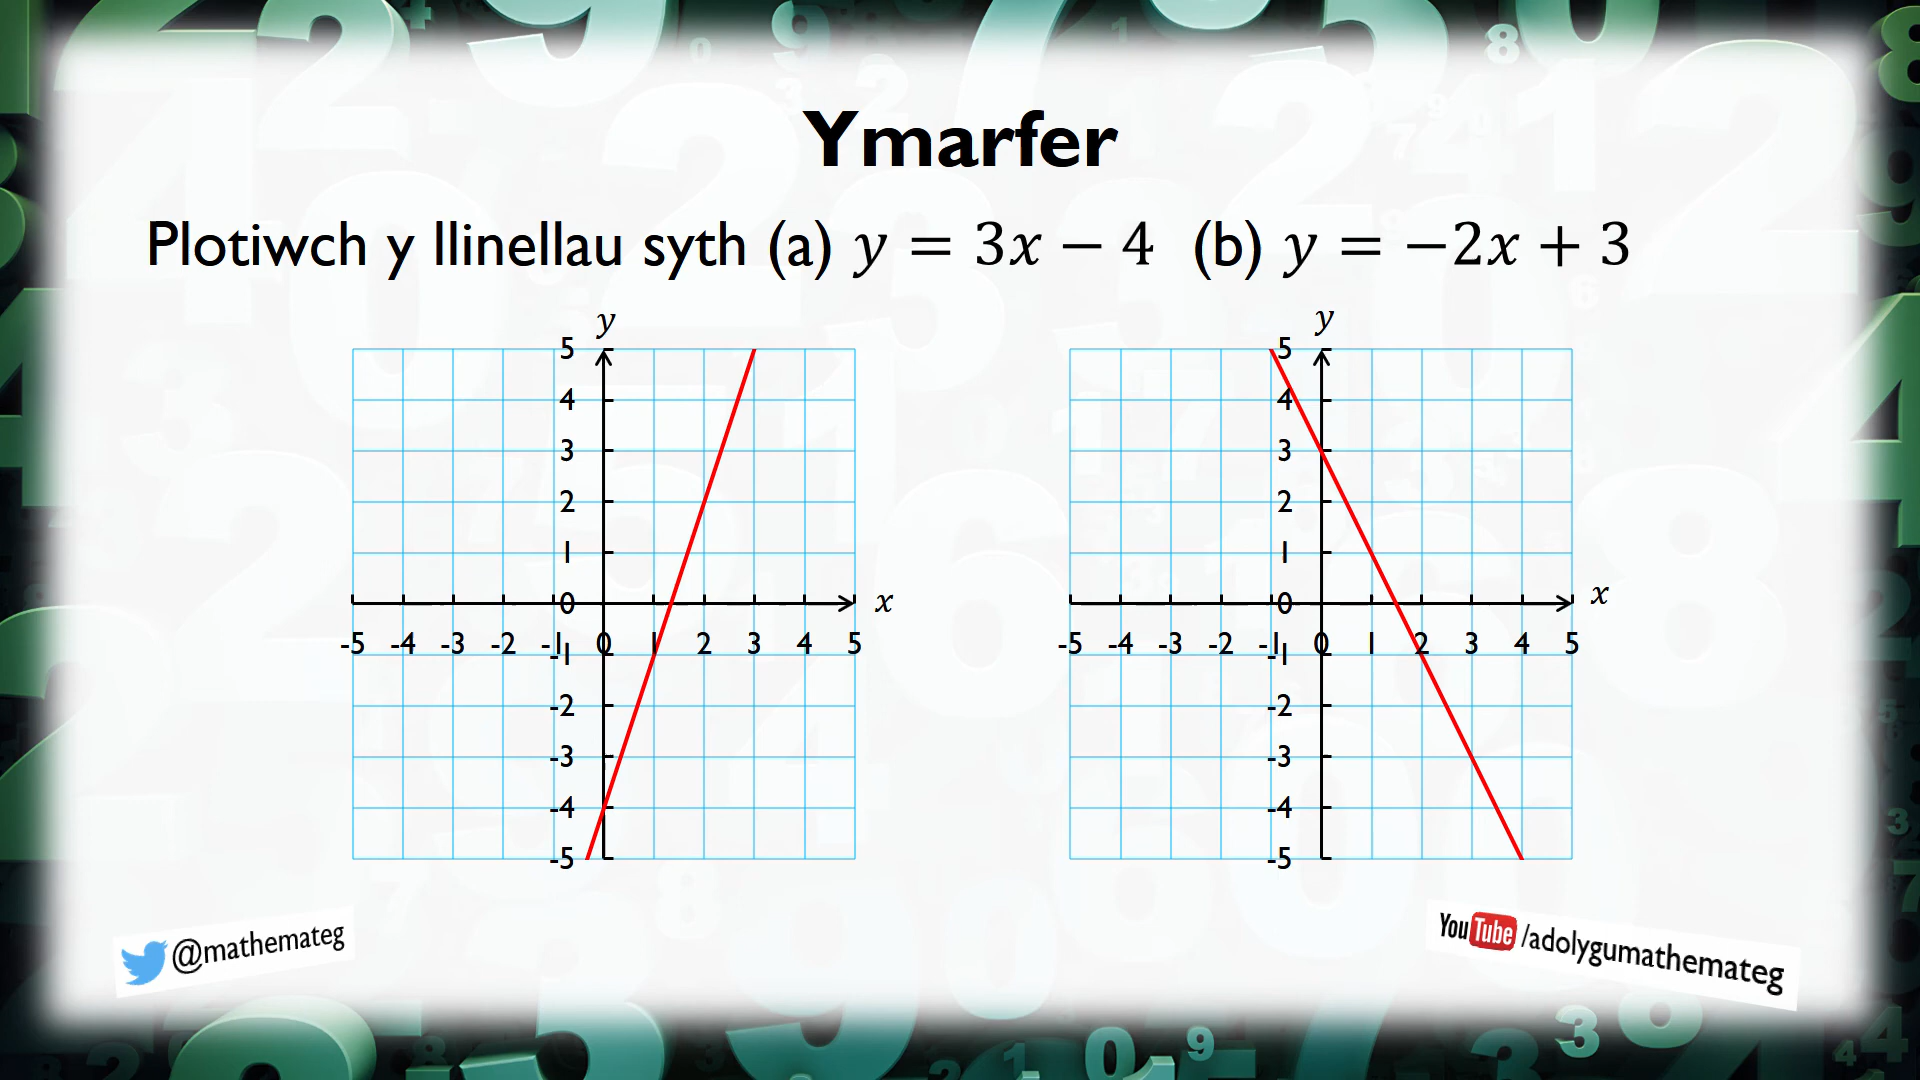 Ymarfer
Plotiwch y llinellau syth (a) y = 3x − 4 (b) y = −2x + 3
y
5
4
3
2
1
0
-5 -4 -3 -2 -1 0 1 2 3 4 5
x
-1
-2
-3
-4
-5
y
5
4
3
2
1
0
x
-5 -4 -3 -2 -1 0 1 2 3 4 5
-1
-2
-3
-4
-5
@mathemateg
YouTube /adolygumathemateg